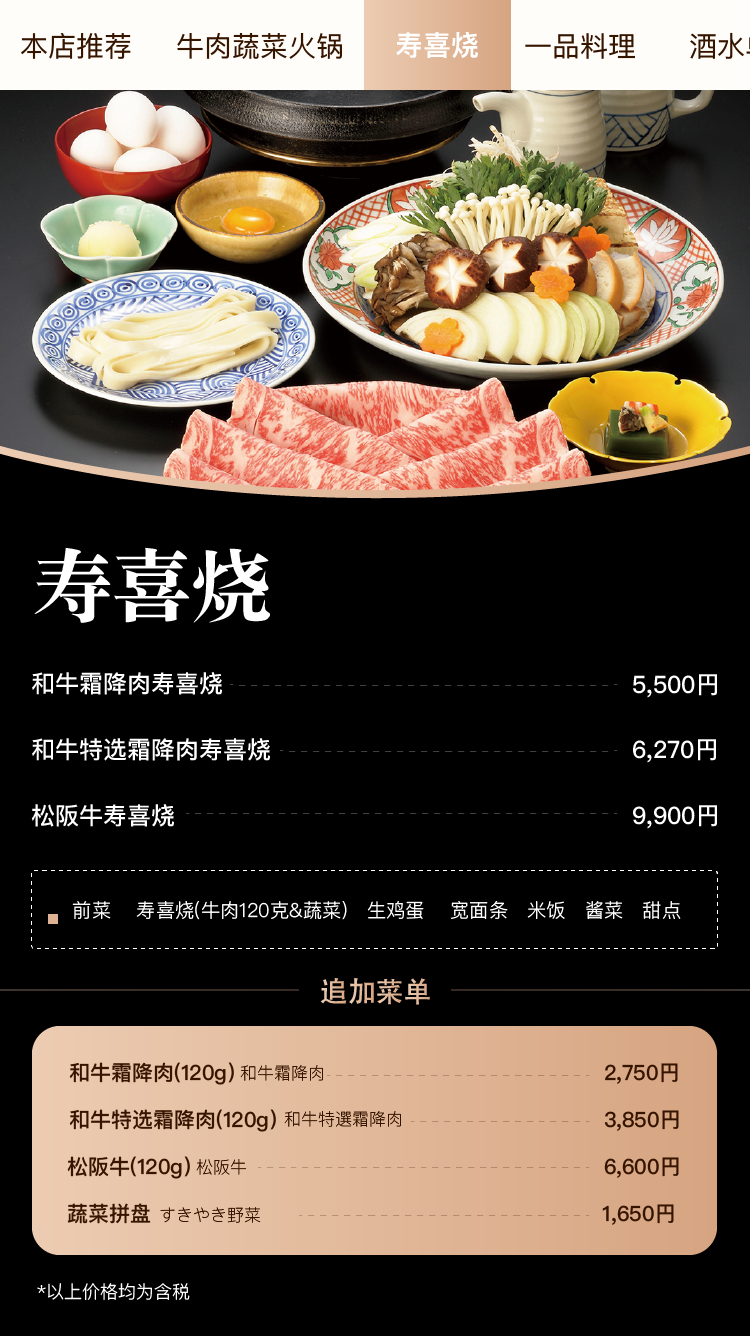 本店推荐 牛肉蔬菜火锅 寿喜烧 一品料理 酒水
寿喜烧
和牛霜降肉寿喜烧 5,500円
和牛特选霜降肉寿喜烧 6,270円
松阪牛寿喜烧 9,900円
前菜 寿喜烧(牛肉120克&蔬菜) 生鸡蛋 宽面条 米饭 酱菜 甜点
追加菜单
和牛霜降肉(120g) 和牛霜降肉 2,750円
和牛特选霜降肉(120g) 和牛特選霜降肉 3,850円
松阪牛(120g) 松阪牛 6,600円
蔬菜拼盘 すきやき野菜 1,650円
*以上价格均为含税